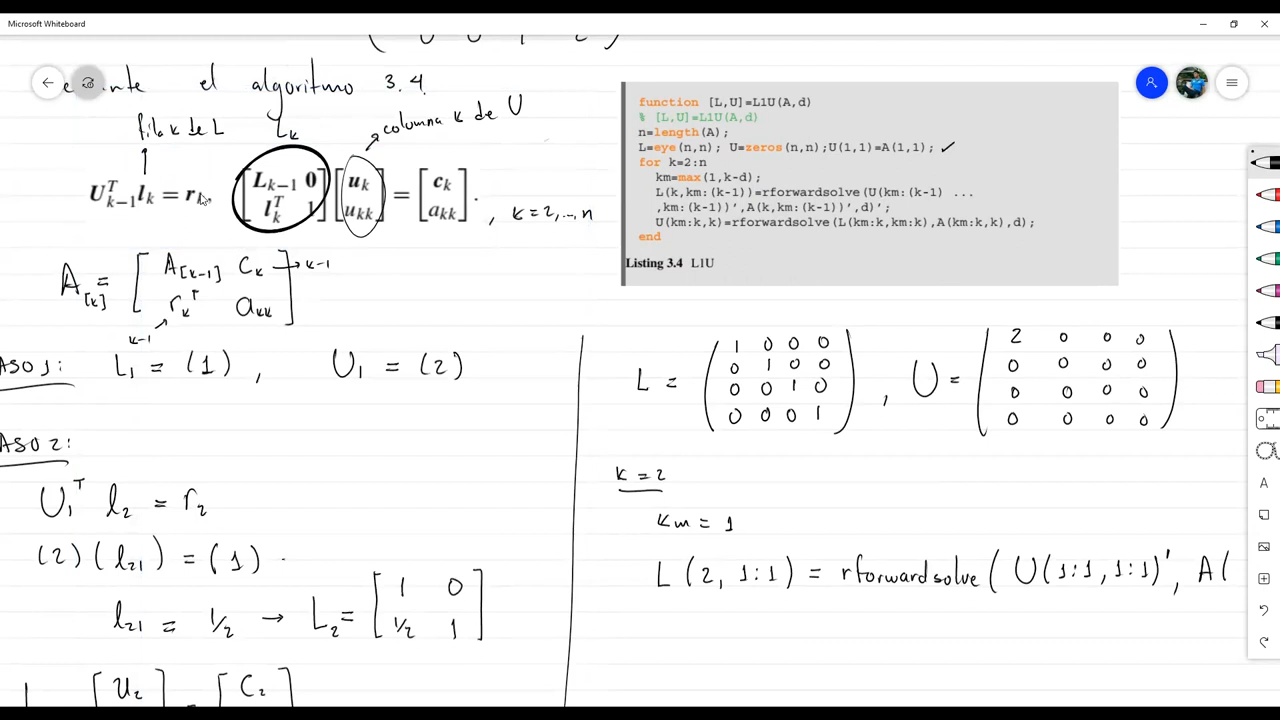 Microsoft Whiteboard
( 0 0 1 2 )
el algoritmo 3.4.
fila k de L
Lk
columna k de U
U^T_{k-1} l_k = r_k, [L_{k-1} 0; l_k^T 1] [u_k; u_kk] = [c_k; a_kk]. , k=2,...,n
A_[k] = [A_[k-1] c_k; r_k^T a_kk] → k-1
k-1
ASO 1: L_1 = (1) , U_1 = (2)
ASO 2:
U_1^T l_2 = r_2
(2)(l_21) = (1)
l_21 = 1/2 → L_2 = [1 0; 1/2 1]
[ U_2 ] = [ C_2 ]
function [L,U]=L1U(A,d)
% [L,U]=L1U(A,d)
n=length(A);
L=eye(n,n); U=zeros(n,n);U(1,1)=A(1,1); ✓
for k=2:n
km=max(1,k-d);
L(k,km:(k-1))=rforwardsolve(U(km:(k-1) ...
,km:(k-1))',A(k,km:(k-1))',d)';
U(km:k,k)=rforwardsolve(L(km:k,km:k),A(km:k,k),d);
end
Listing 3.4 L1U
L = (1 0 0 0; 0 1 0 0; 0 0 1 0; 0 0 0 1) , U = (2 0 0 0; 0 0 0 0; 0 0 0 0; 0 0 0 0)
k = 2
km = 1
L(2, 1:1) = rforwardsolve( U(1:1, 1:1)', A(